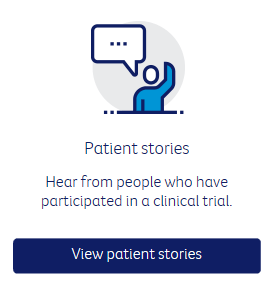 Patient stories
Hear from people who have
participated in a clinical trial.
View patient stories